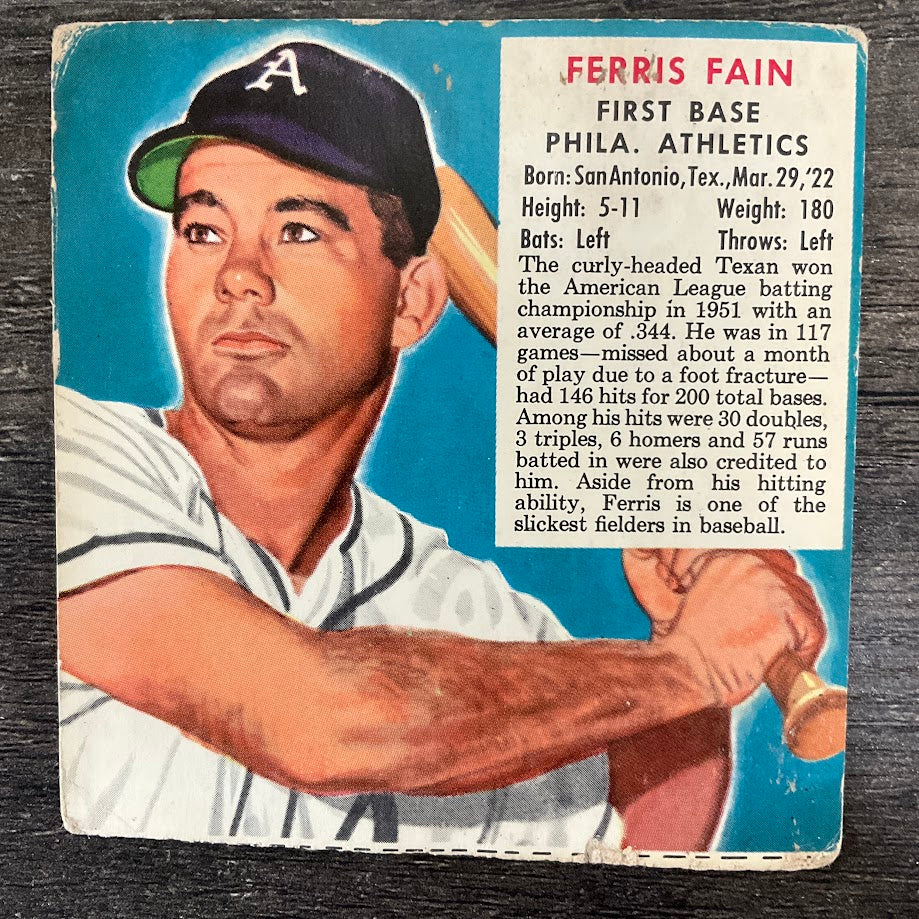 A
FERRIS FAIN
FIRST BASE
PHILA. ATHLETICS
Born: San Antonio, Tex., Mar. 29, '22
Height: 5-11 Weight: 180
Bats: Left Throws: Left
The curly-headed Texan won
the American League batting
championship in 1951 with an
average of .344. He was in 117
games—missed about a month
of play due to a foot fracture—
had 146 hits for 200 total bases.
Among his hits were 30 doubles,
3 triples, 6 homers and 57 runs
batted in were also credited to
him. Aside from his hitting
ability, Ferris is one of the
slickest fielders in baseball.